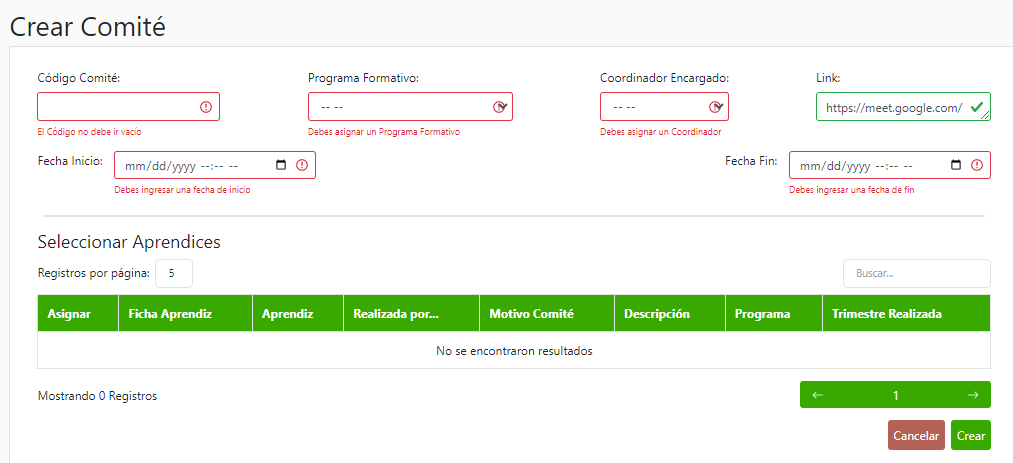 Crear Comité
Código Comité: Programa Formativo: Coordinador Encargado: Link:
-- -- -- -- https://meet.google.com/
El Código no debe ir vacío Debes asignar un Programa Formativo Debes asignar un Coordinador
Fecha Inicio: mm/dd/yyyy --:-- -- Fecha Fin: mm/dd/yyyy --:-- --
Debes ingresar una fecha de inicio Debes ingresar una fecha de fin
Seleccionar Aprendices
Registros por página: 5 Buscar...
Asignar Ficha Aprendiz Aprendiz Realizada por... Motivo Comité Descripción Programa Trimestre Realizada
No se encontraron resultados
Mostrando 0 Registros 1
Cancelar Crear